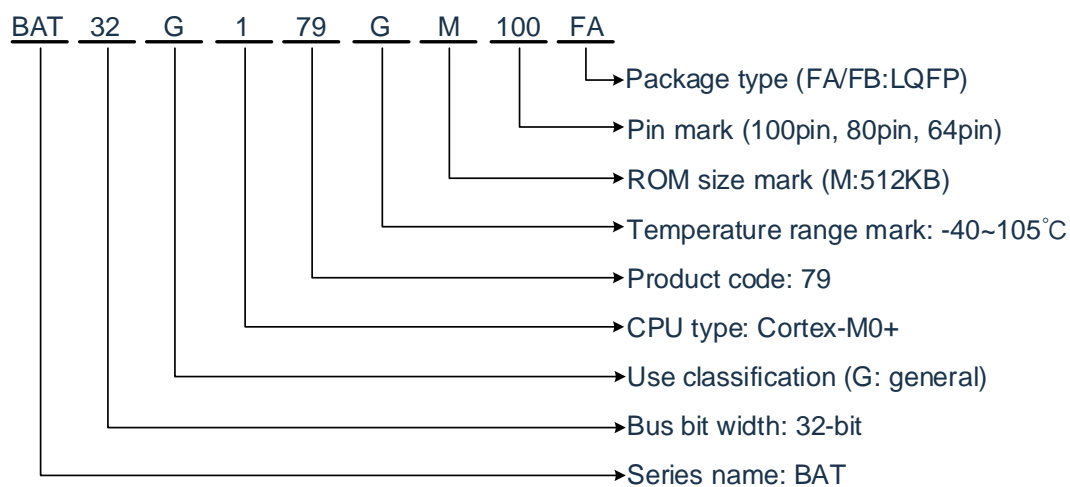 BAT 32 G 1 79 G M 100 FA
Package type (FA/FB:LQFP)
Pin mark (100pin, 80pin, 64pin)
ROM size mark (M:512KB)
Temperature range mark: -40~105℃
Product code: 79
CPU type: Cortex-M0+
Use classification (G: general)
Bus bit width: 32-bit
Series name: BAT